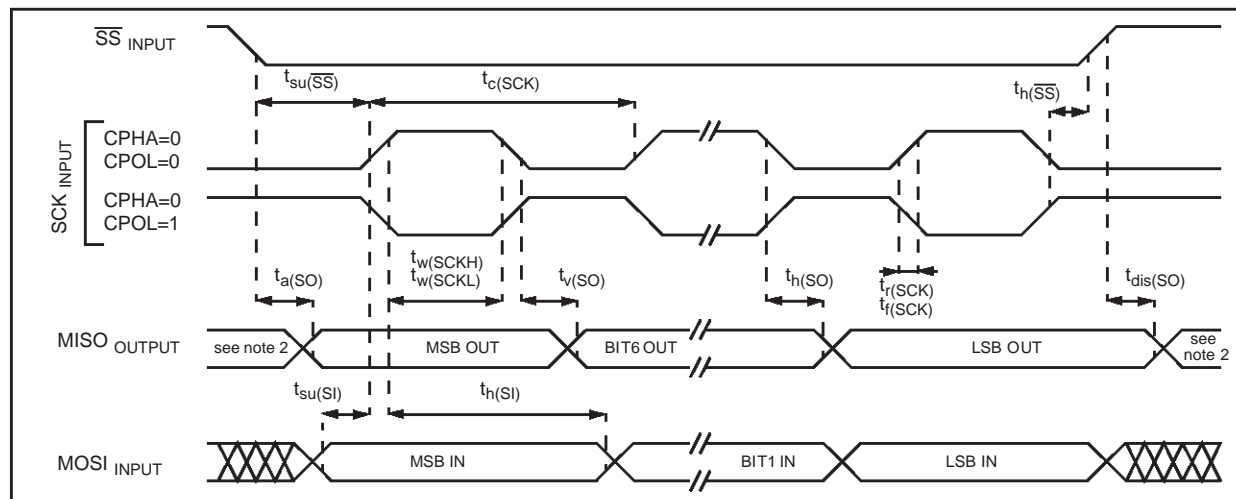 SS INPUT
tsu(SS)
tc(SCK)
th(SS)
SCK INPUT
CPHA=0
CPOL=0
CPHA=0
CPOL=1
ta(SO)
tw(SCKH)
tw(SCKL)
tv(SO)
th(SO)
tr(SCK)
tf(SCK)
tdis(SO)
MISO OUTPUT
see note 2
MSB OUT
BIT6 OUT
LSB OUT
see
note 2
tsu(SI)
th(SI)
MOSI INPUT
MSB IN
BIT1 IN
LSB IN